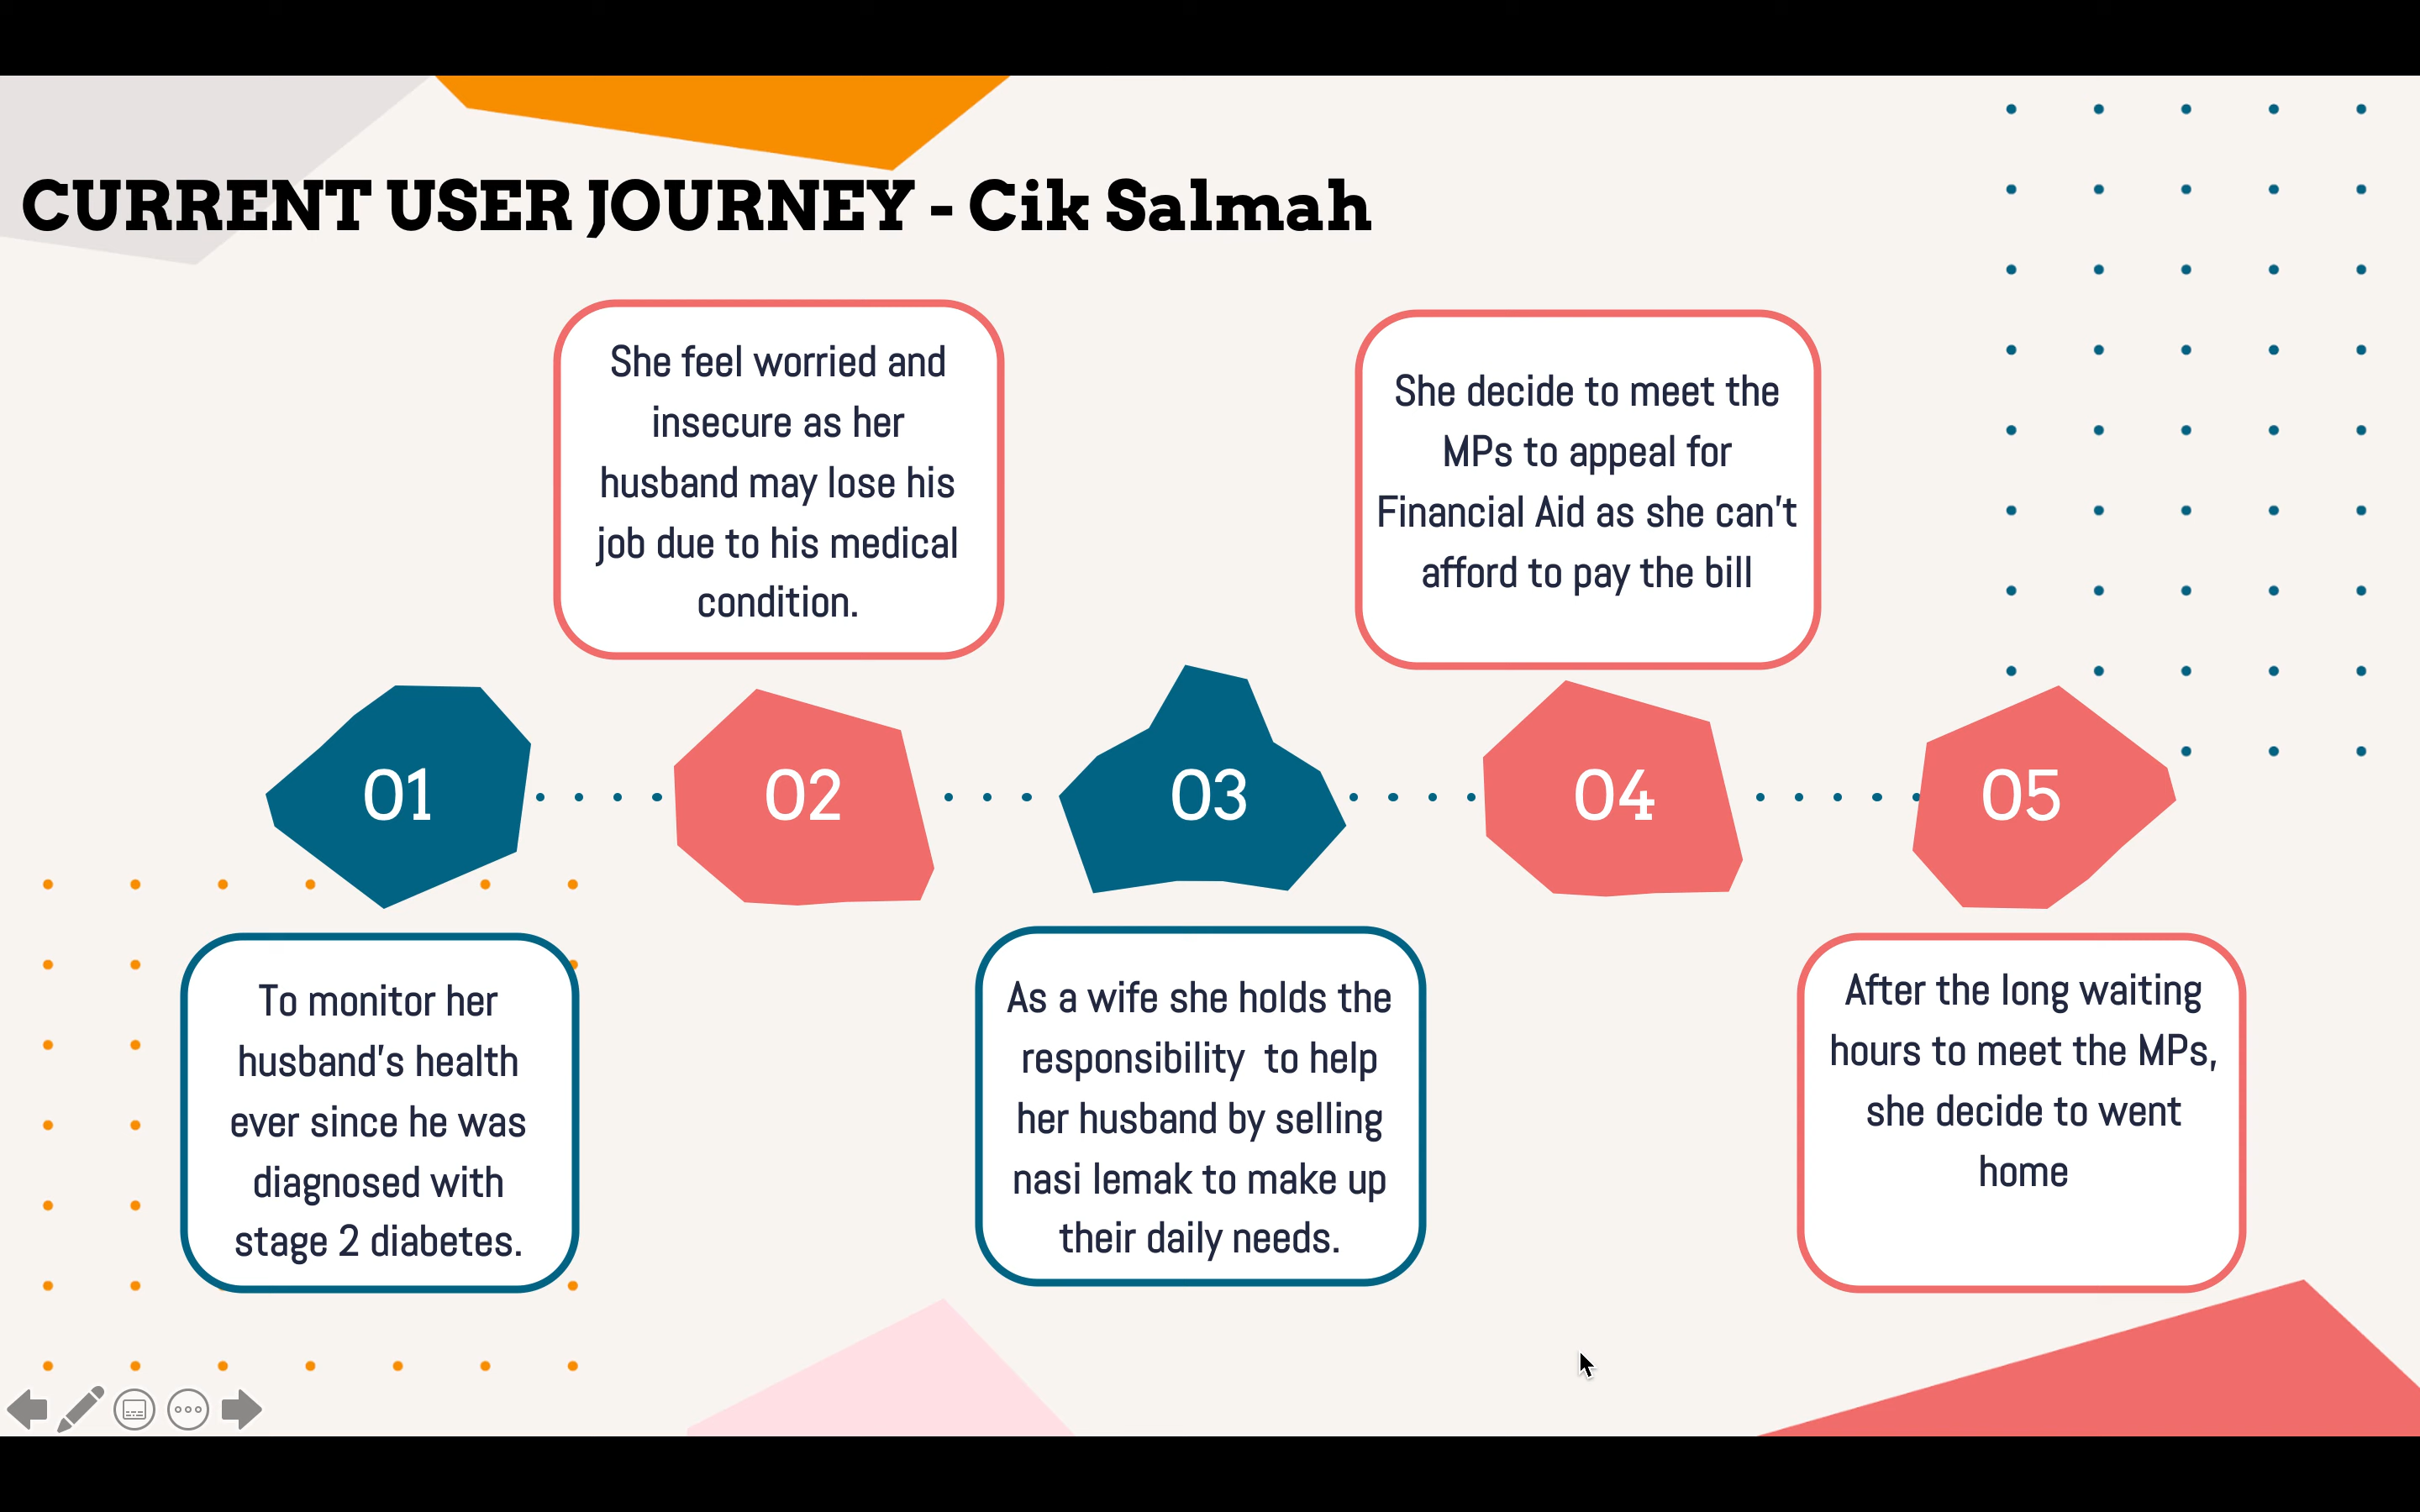 CURRENT USER JOURNEY - Cik Salmah
She feel worried and
insecure as her
husband may lose his
job due to his medical
condition.
She decide to meet the
MPs to appeal for
Financial Aid as she can't
afford to pay the bill
01
02
03
04
05
To monitor her
husband's health
ever since he was
diagnosed with
stage 2 diabetes.
As a wife she holds the
responsibility  to help
her husband by selling
nasi lemak to make up
their daily needs.
After the long waiting
hours to meet the MPs,
she decide to went
home